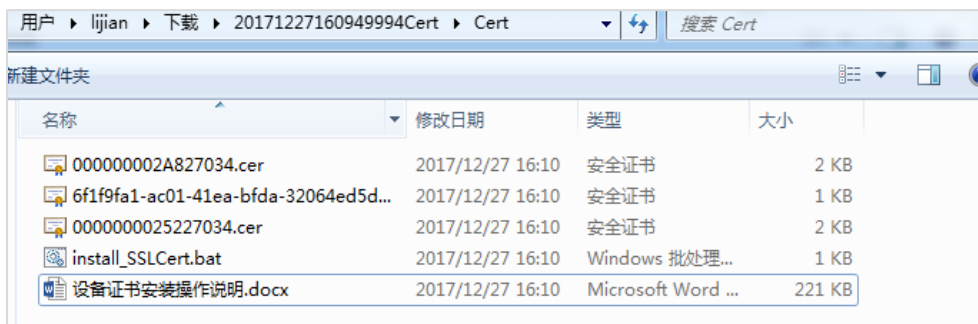 用户 ▸ lijian ▸ 下载 ▸ 20171227160949994Cert ▸ Cert 搜索 Cert
新建文件夹
名称 修改日期 类型 大小
000000002A827034.cer 2017/12/27 16:10 安全证书 2 KB
6f1f9fa1-ac01-41ea-bfda-32064ed5d... 2017/12/27 16:10 安全证书 1 KB
0000000025227034.cer 2017/12/27 16:10 安全证书 2 KB
install_SSLCert.bat 2017/12/27 16:10 Windows 批处理... 1 KB
设备证书安装操作说明.docx 2017/12/27 16:10 Microsoft Word ... 221 KB